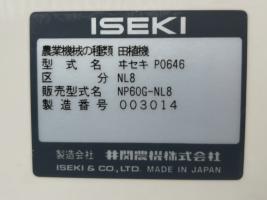 ISEKI
農業機械の種類 田植機
型式名 ヰセキ P0646
区分 NL8
販売型式名 NP60G-NL8
製造番号 003014
製造会社 井関農機株式会社
ISEKI & CO., LTD. MADE IN JAPAN